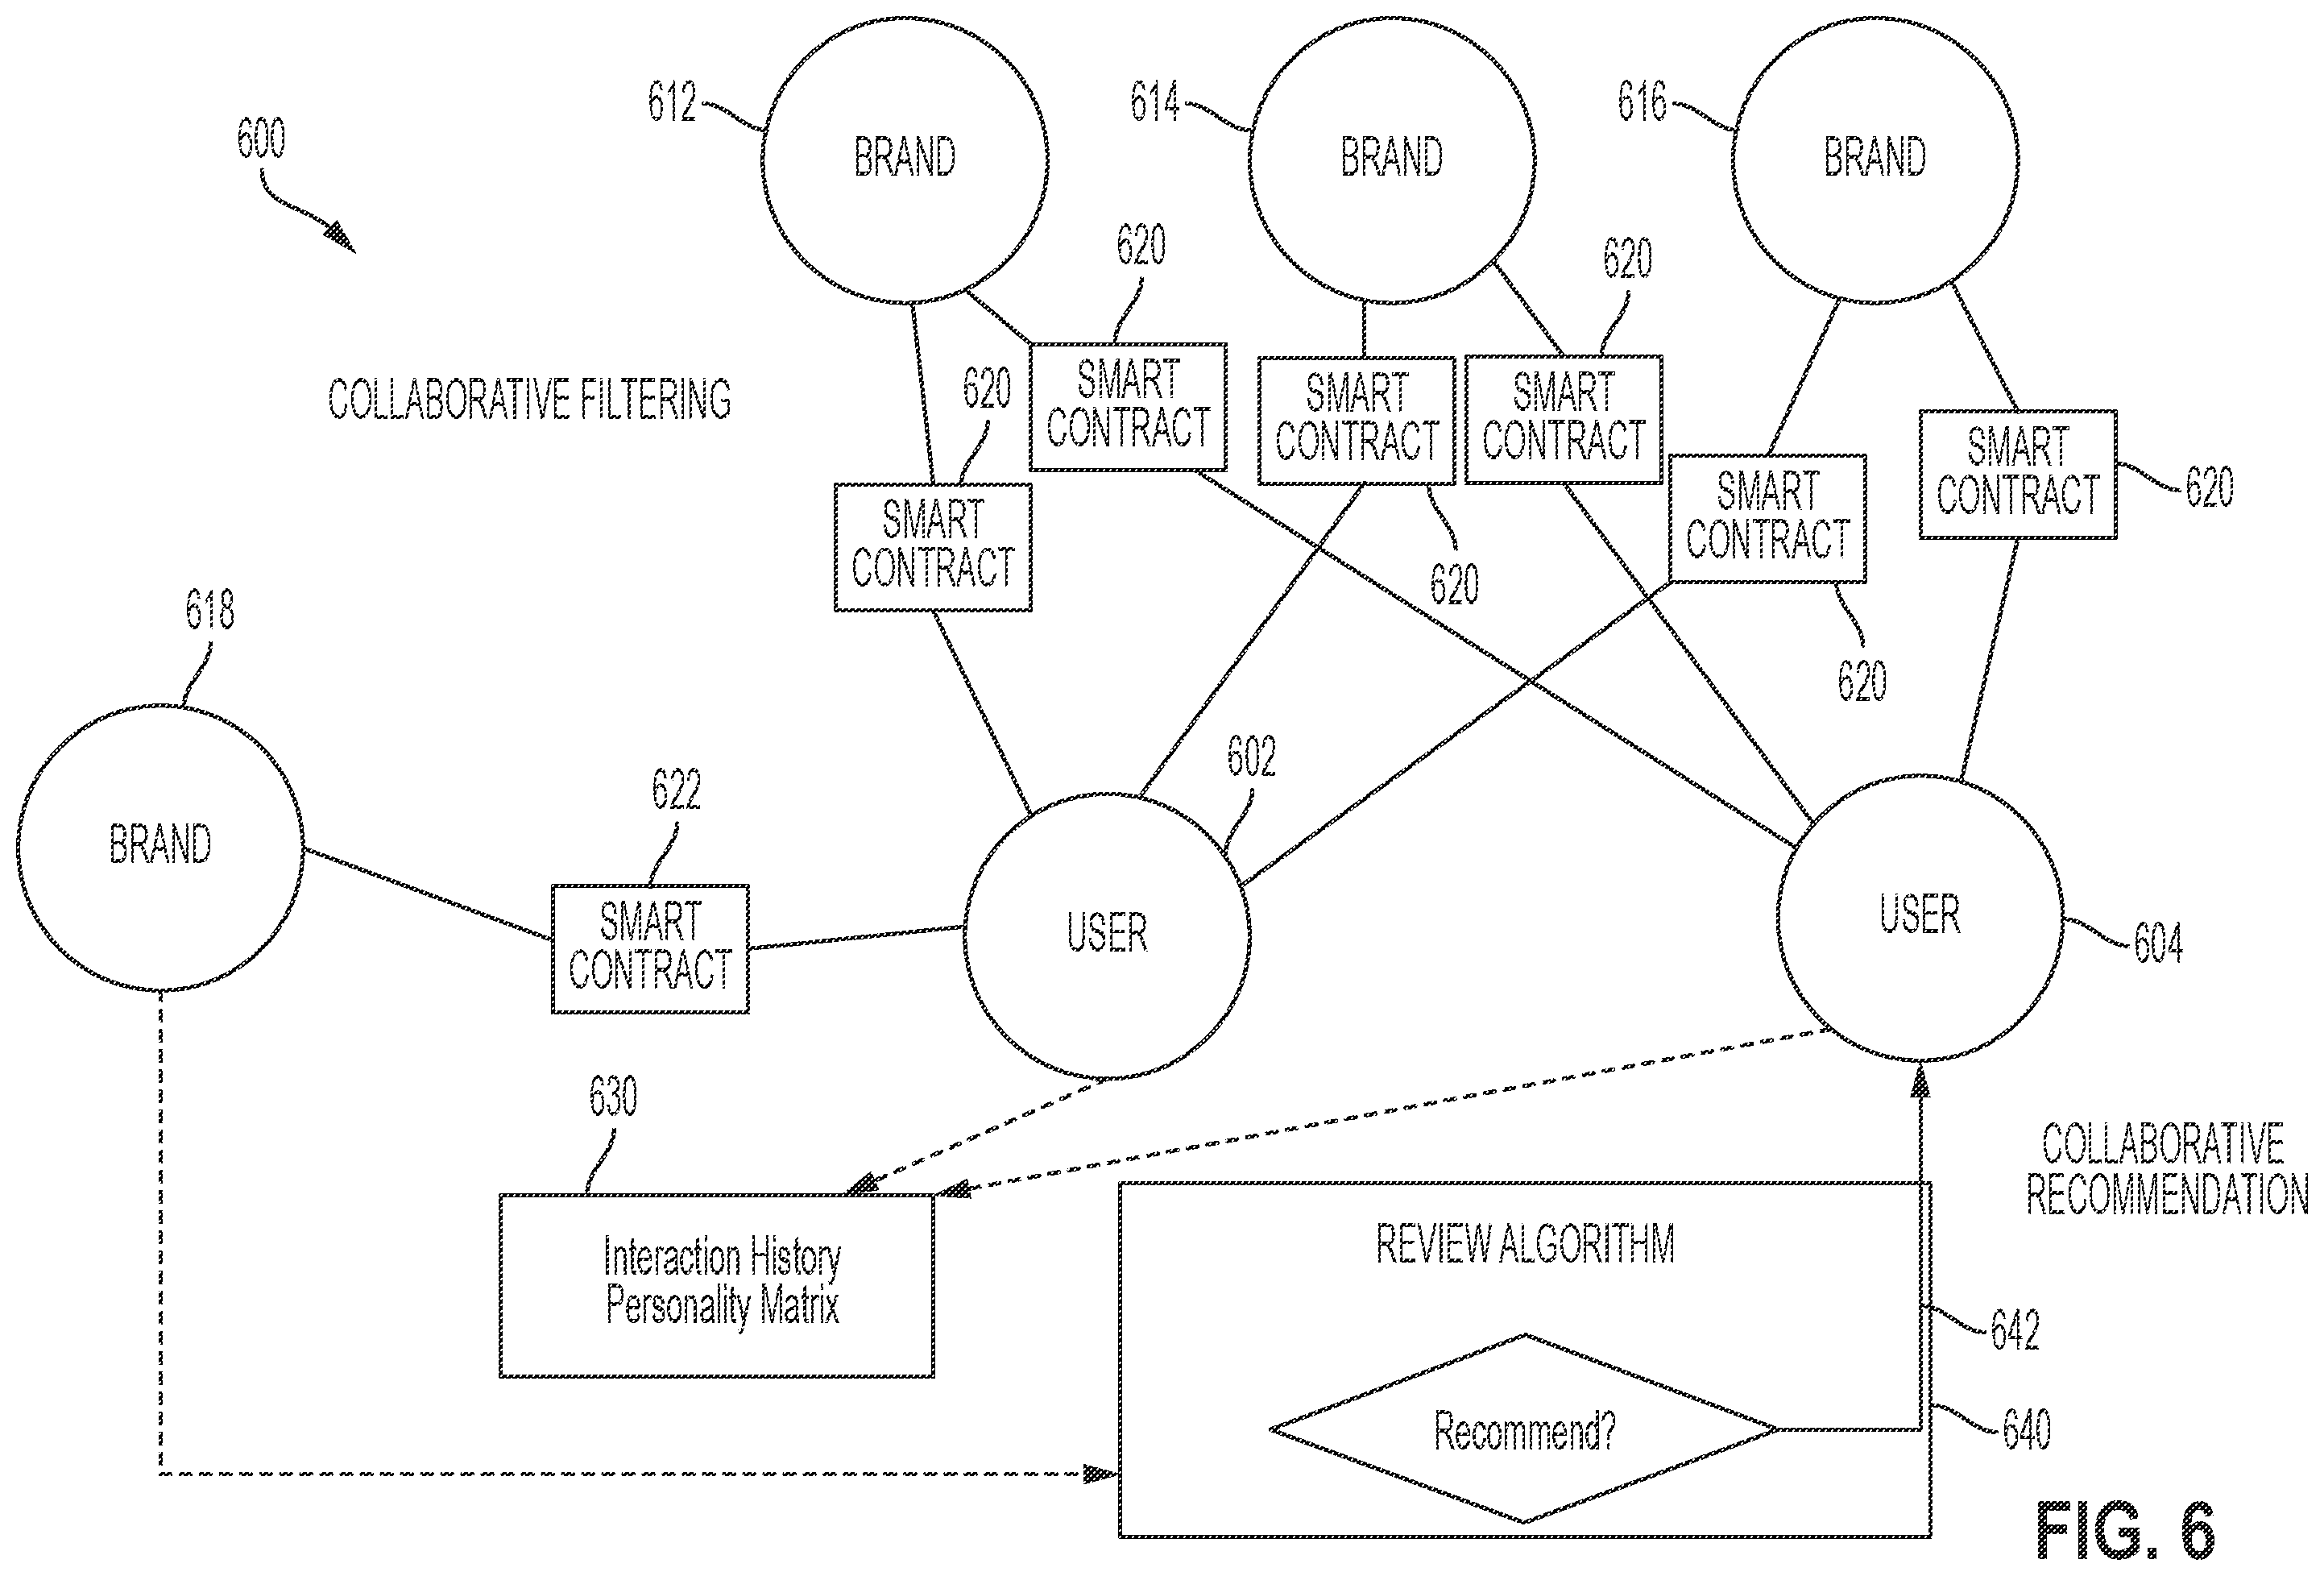 612
614
616
600
BRAND
BRAND
BRAND
620
620
620
COLLABORATIVE FILTERING
SMART
CONTRACT
SMART
CONTRACT
SMART
CONTRACT
SMART
CONTRACT
620
SMART
CONTRACT
SMART
CONTRACT
620
620
618
602
622
BRAND
SMART
CONTRACT
USER
USER
604
630
COLLABORATIVE
RECOMMENDATION
Interaction History
Personality Matrix
REVIEW ALGORITHM
642
Recommend?
640
FIG. 6